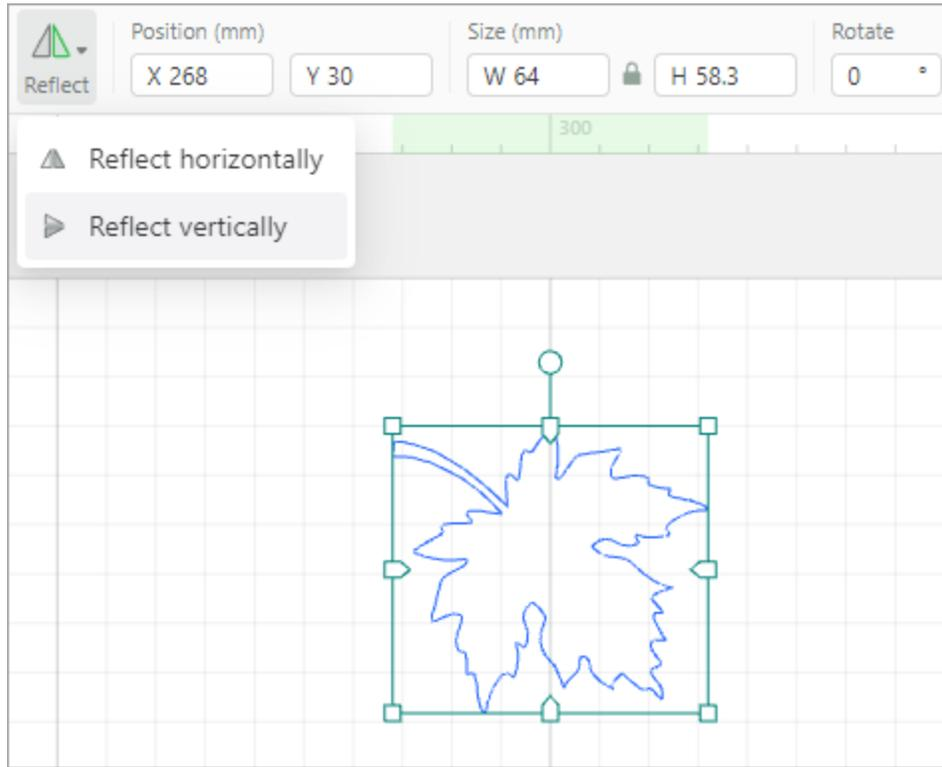 Reflect
Position (mm)
X 268
Y 30
Size (mm)
W 64
H 58.3
Rotate
0 °
300
Reflect horizontally
Reflect vertically